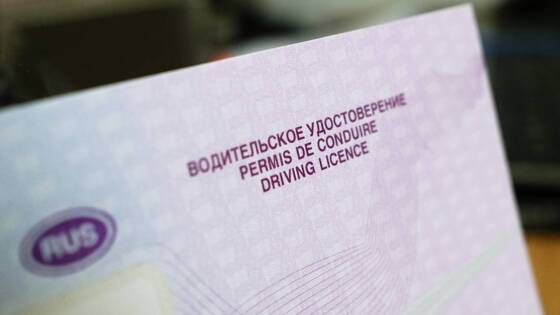 ВОДИТЕЛЬСКОЕ УДОСТОВЕРЕНИЕ
PERMIS DE CONDUIRE
DRIVING LICENCE
RUS